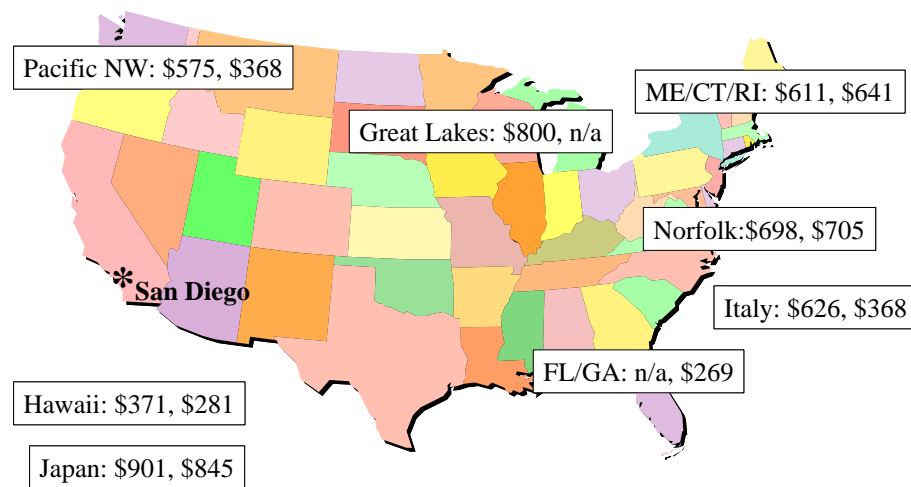 Pacific NW: $575, $368
ME/CT/RI: $611, $641
Great Lakes: $800, n/a
Norfolk:$698, $705
*San Diego
Italy: $626, $368
FL/GA: n/a, $269
Hawaii: $371, $281
Japan: $901, $845